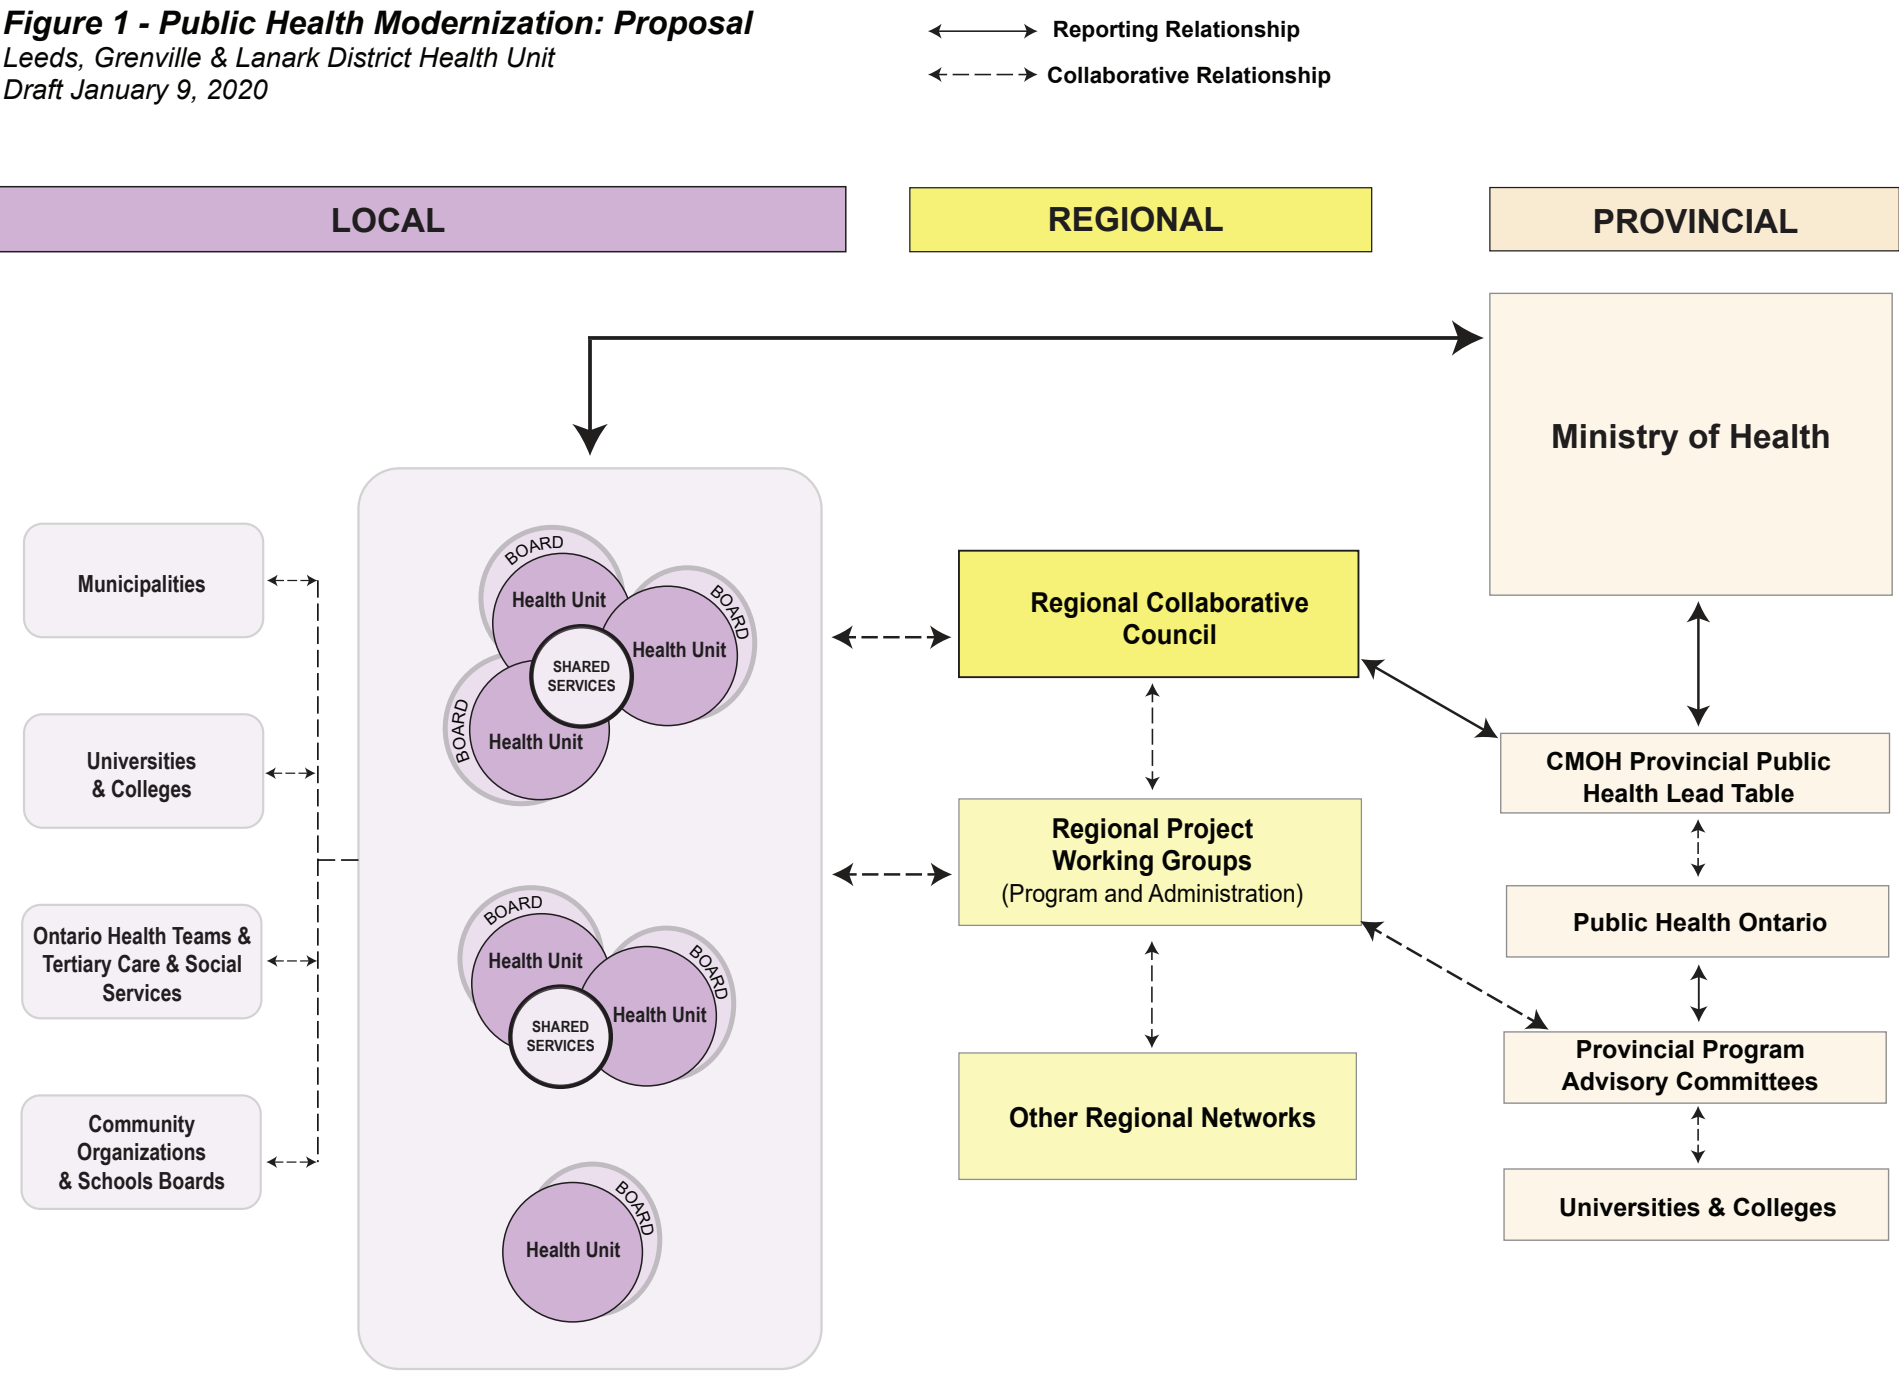 Figure 1 - Public Health Modernization: Proposal
Leeds, Grenville & Lanark District Health Unit
Draft January 9, 2020
Reporting Relationship
Collaborative Relationship
LOCAL
REGIONAL
PROVINCIAL
Ministry of Health
Municipalities
Universities
& Colleges
Ontario Health Teams &
Tertiary Care & Social
Services
Community
Organizations
& Schools Boards
BOARD
Health Unit
BOARD
Health Unit
SHARED
SERVICES
BOARD
Health Unit
BOARD
Health Unit
BOARD
Health Unit
SHARED
SERVICES
BOARD
Health Unit
Regional Collaborative
Council
Regional Project
Working Groups
(Program and Administration)
Other Regional Networks
CMOH Provincial Public
Health Lead Table
Public Health Ontario
Provincial Program
Advisory Committees
Universities & Colleges